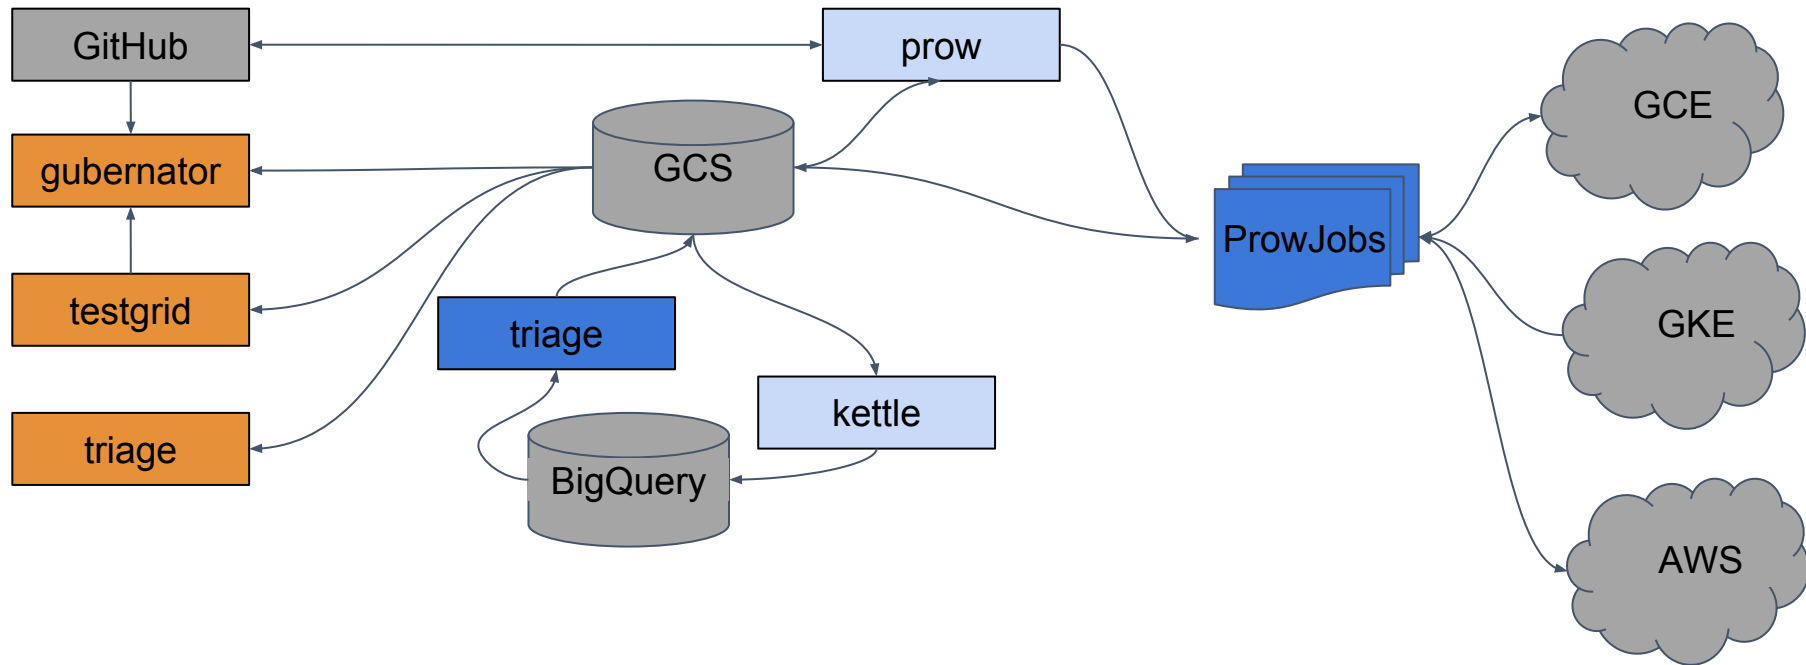 GitHub
prow
GCE
gubernator
GCS
ProwJobs
testgrid
triage
GKE
triage
kettle
BigQuery
AWS